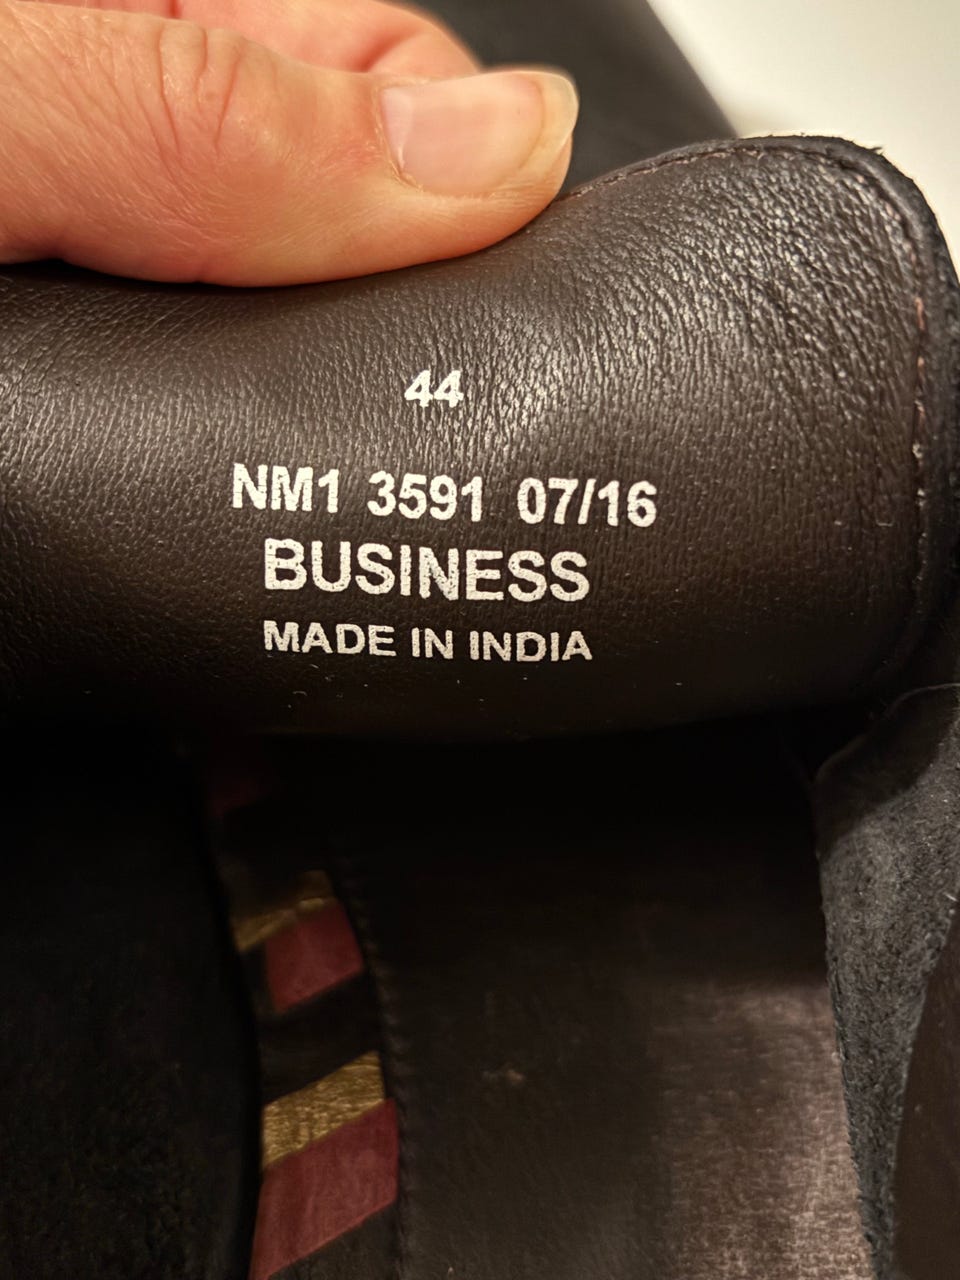 44
NM1 3591 07/16
BUSINESS
MADE IN INDIA